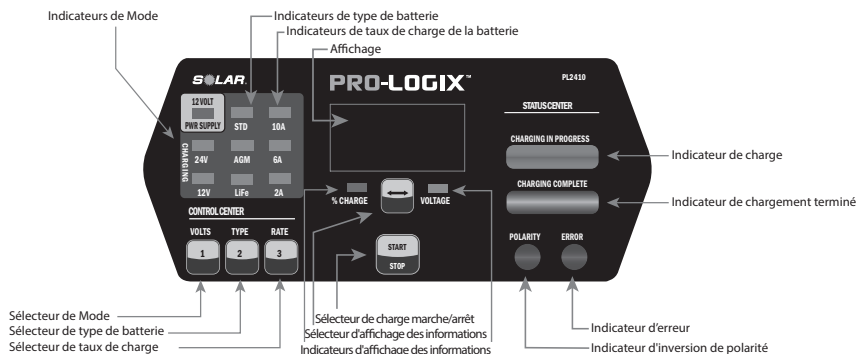 Indicateurs de Mode
Indicateurs de type de batterie
Indicateurs de taux de charge de la batterie
Affichage
SOLAR.
PRO-LOGIX™
PL2410
12 VOLT
PWR SUPPLY
STD
10A
CHARGING
24V
AGM
6A
12V
LiFe
2A
STATUS CENTER
CHARGING IN PROGRESS
Indicateur de charge
CHARGING COMPLETE
Indicateur de chargement terminé
% CHARGE
VOLTAGE
CONTROL CENTER
VOLTS
TYPE
RATE
1
2
3
START
STOP
POLARITY
ERROR
Sélecteur de Mode
Sélecteur de type de batterie
Sélecteur de taux de charge
Sélecteur de charge marche/arrêt
Sélecteur d'affichage des informations
Indicateurs d'affichage des informations
Indicateur d'erreur
Indicateur d'inversion de polarité